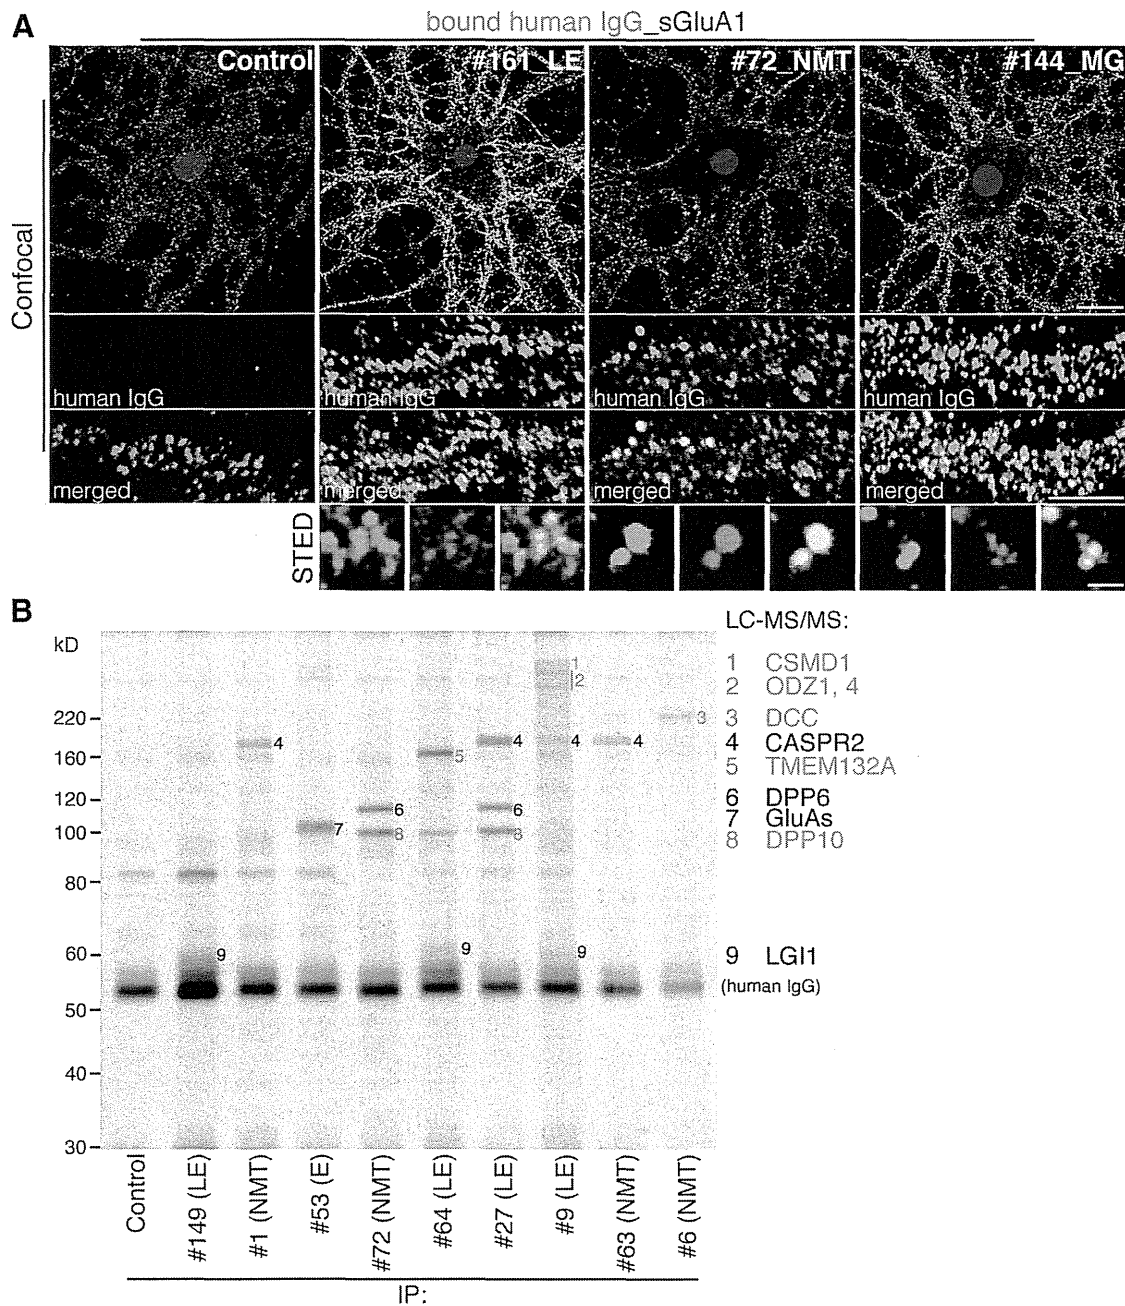 A
bound human IgG_sGluA1
Control
#161_LE
#72_NMT
#144_MG
Confocal
human IgG
human IgG
human IgG
human IgG
merged
merged
merged
merged
STED
B
LC-MS/MS:
kD
1 CSMD1
2 ODZ1, 4
3 DCC
4 CASPR2
5 TMEM132A
6 DPP6
7 GluAs
8 DPP10
9 LGI1
(human IgG)
220
160
120
100
80
60
50
40
30
1
2
3
4
4
4
4
5
6
6
7
8
8
9
9
9
Control
#149 (LE)
#1 (NMT)
#53 (E)
#72 (NMT)
#64 (LE)
#27 (LE)
#9 (LE)
#63 (NMT)
#6 (NMT)
IP: